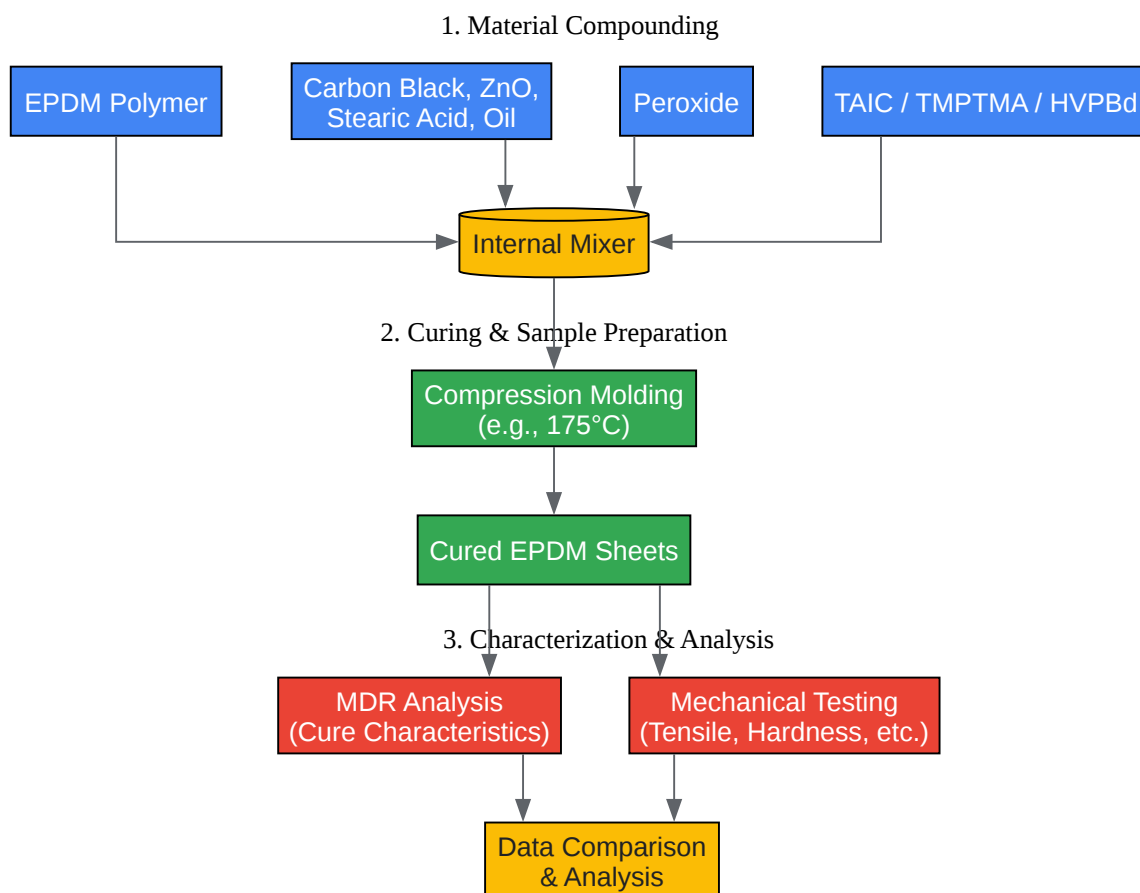 1. Material Compounding
EPDM Polymer
Carbon Black, ZnO,
Stearic Acid, Oil
Peroxide
TAIC / TMPTMA / HVPBd
Internal Mixer
2. Curing & Sample Preparation
Compression Molding
(e.g., 175°C)
Cured EPDM Sheets
3. Characterization & Analysis
MDR Analysis
(Cure Characteristics)
Mechanical Testing
(Tensile, Hardness, etc.)
Data Comparison
& Analysis